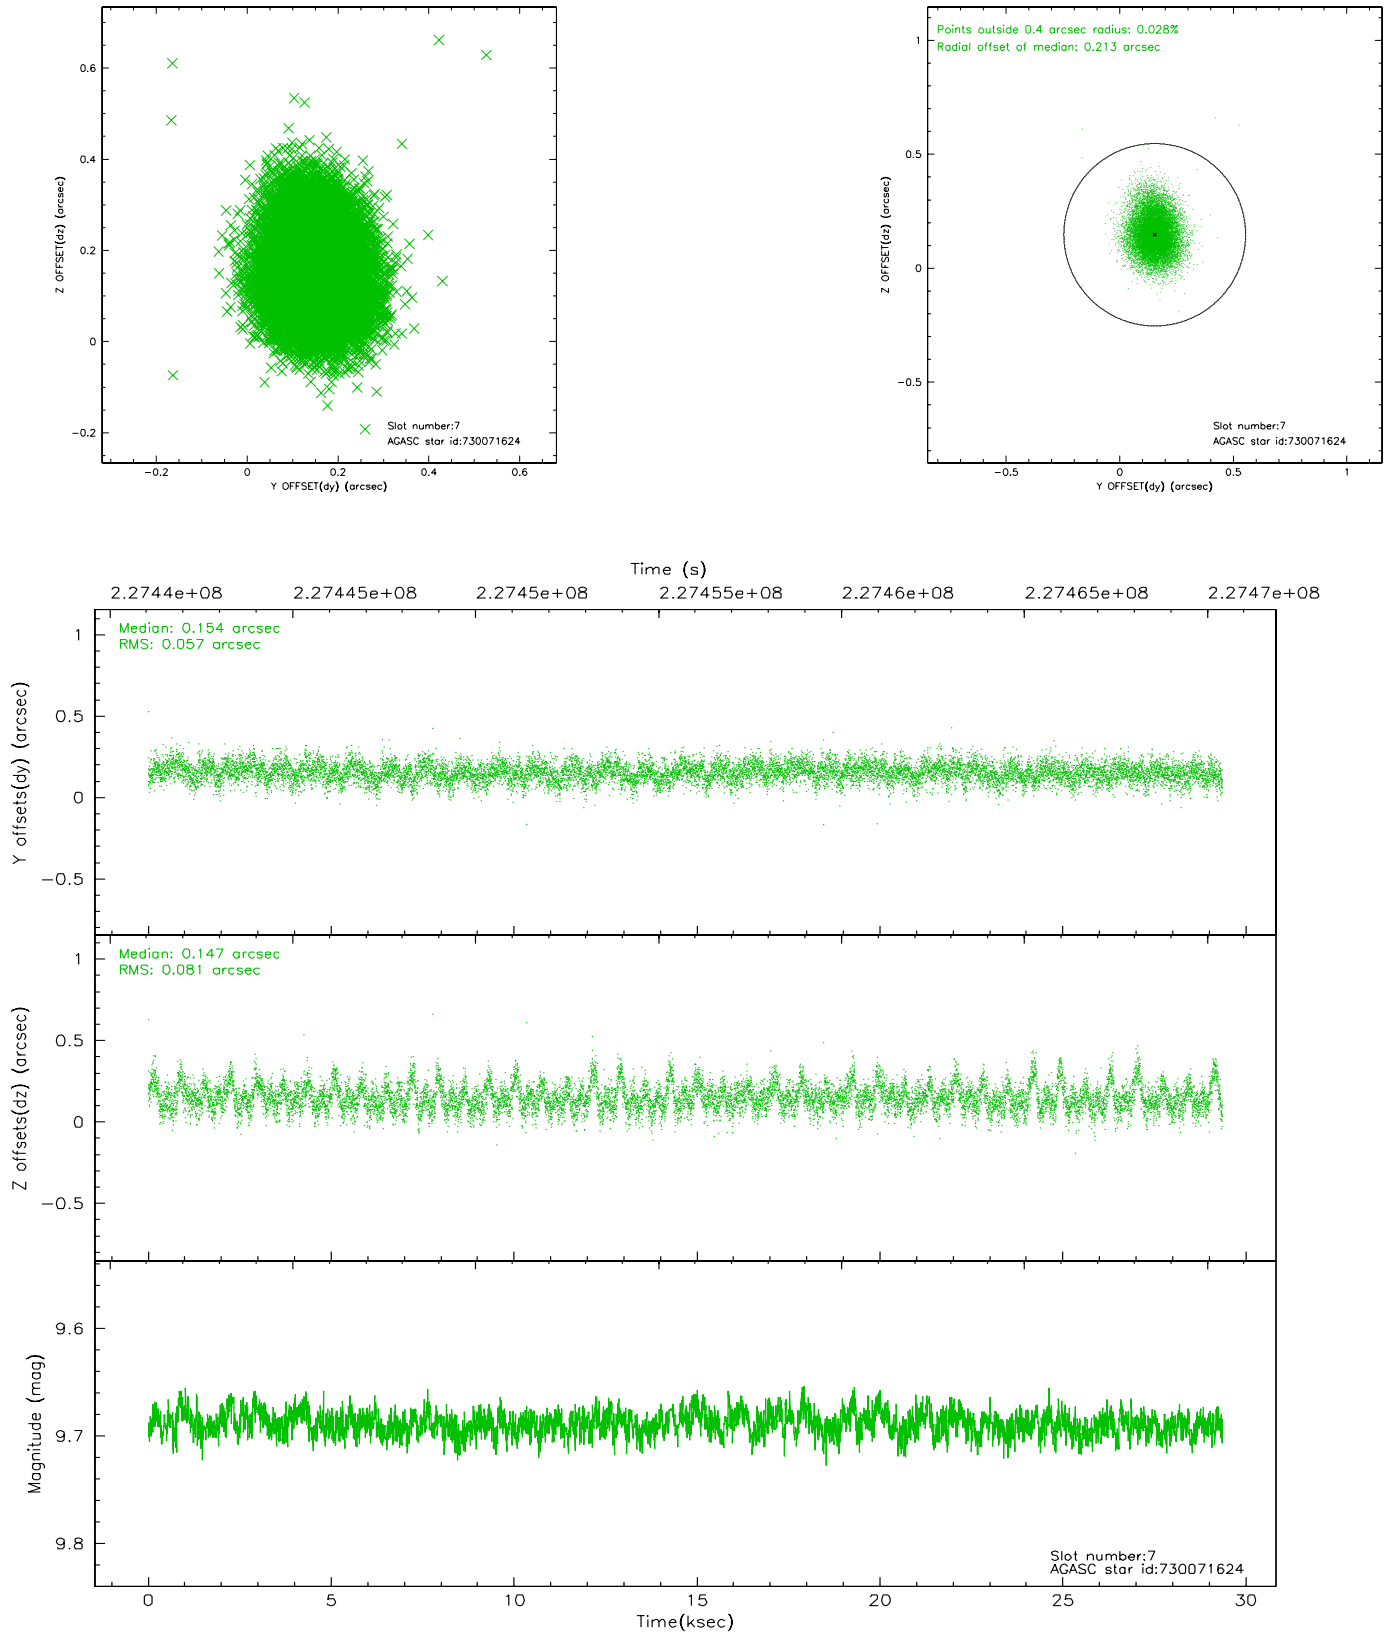 0.6
0.4
0.2
0
−0.2
Z OFFSET(dz) (arcsec)
Slot number:7
AGASC star id:730071624
−0.2 0 0.2 0.4 0.6
Y OFFSET(dy) (arcsec)
Points outside 0.4 arcsec radius: 0.028%
Radial offset of median: 0.213 arcsec
1
0.5
0
−0.5
Z OFFSET(dz) (arcsec)
Slot number:7
AGASC star id:730071624
−0.5 0 0.5 1
Y OFFSET(dy) (arcsec)
Time (s)
2.2744e+08 2.27445e+08 2.2745e+08 2.27455e+08 2.2746e+08 2.27465e+08 2.2747e+08
Median: 0.154 arcsec
RMS: 0.057 arcsec
1
0.5
0
−0.5
Y offsets(dy) (arcsec)
Median: 0.147 arcsec
RMS: 0.081 arcsec
1
0.5
0
−0.5
Z offsets(dz) (arcsec)
9.6
9.7
9.8
Magnitude (mag)
Slot number:7
AGASC star id:730071624
0 5 10 15 20 25 30
Time(ksec)